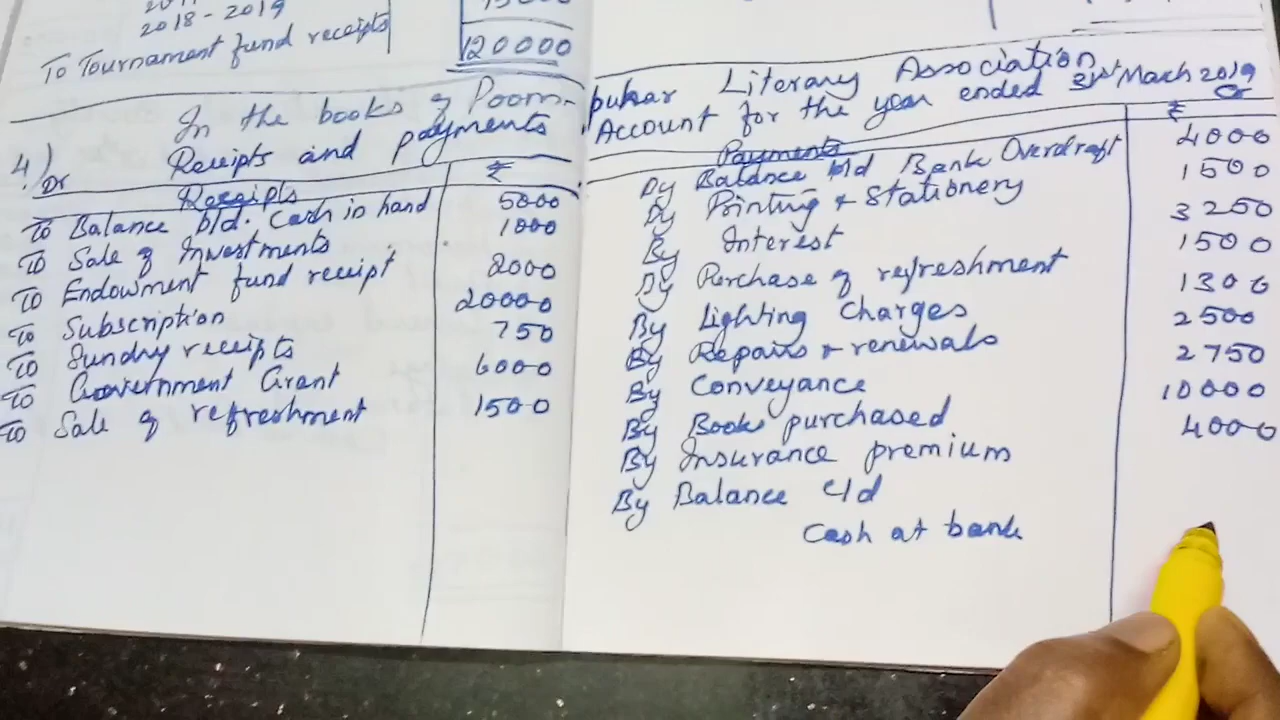 2018-2019
15000
To Tournament fund receipts
120000
In the books of Poom-pukar Literary Association
4.) Receipts and payments Account for the year ended 31st Mach 2019
Dr Cr
Receipts ₹
To Balance b/d. Cash in hand 5000
To Sale of Investments 1000
To Endowment fund receipt 2000
To Subscription 20000
To Sundry receipts 750
To Government Grant 6000
To Sale of refreshment 1500
Payments ₹
By Balance b/d Bank Overdraft 4000
By Printing & Stationery 1500
By Interest 3250
By Purchase of refreshment 1500
By Lighting Charges 1300
By Repairs & renewals 2500
By Conveyance 2750
By Books purchased 10000
By Insurance premium 4000
By Balance c/d
Cash at bank